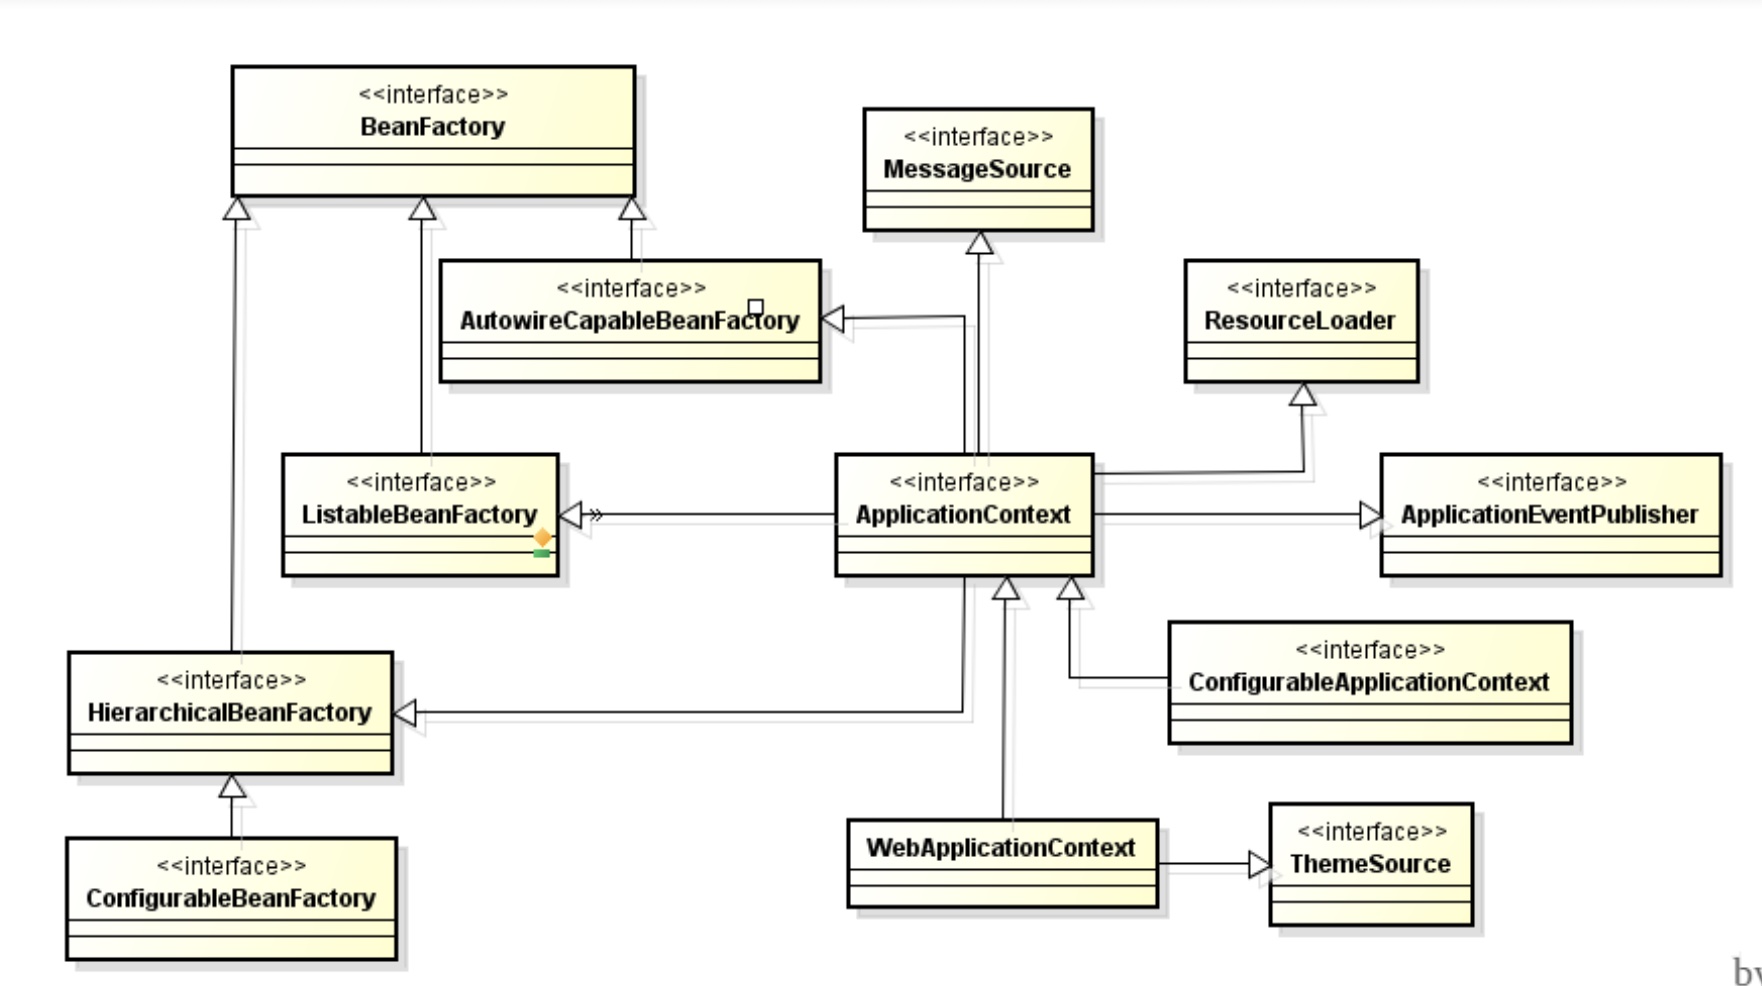 <<interface>>
BeanFactory
<<interface>>
MessageSource
<<interface>>
AutowireCapableBeanFactory
<<interface>>
ResourceLoader
<<interface>>
ListableBeanFactory
<<interface>>
ApplicationContext
<<interface>>
ApplicationEventPublisher
<<interface>>
HierarchicalBeanFactory
<<interface>>
ConfigurableApplicationContext
<<interface>>
ConfigurableBeanFactory
WebApplicationContext
<<interface>>
ThemeSource